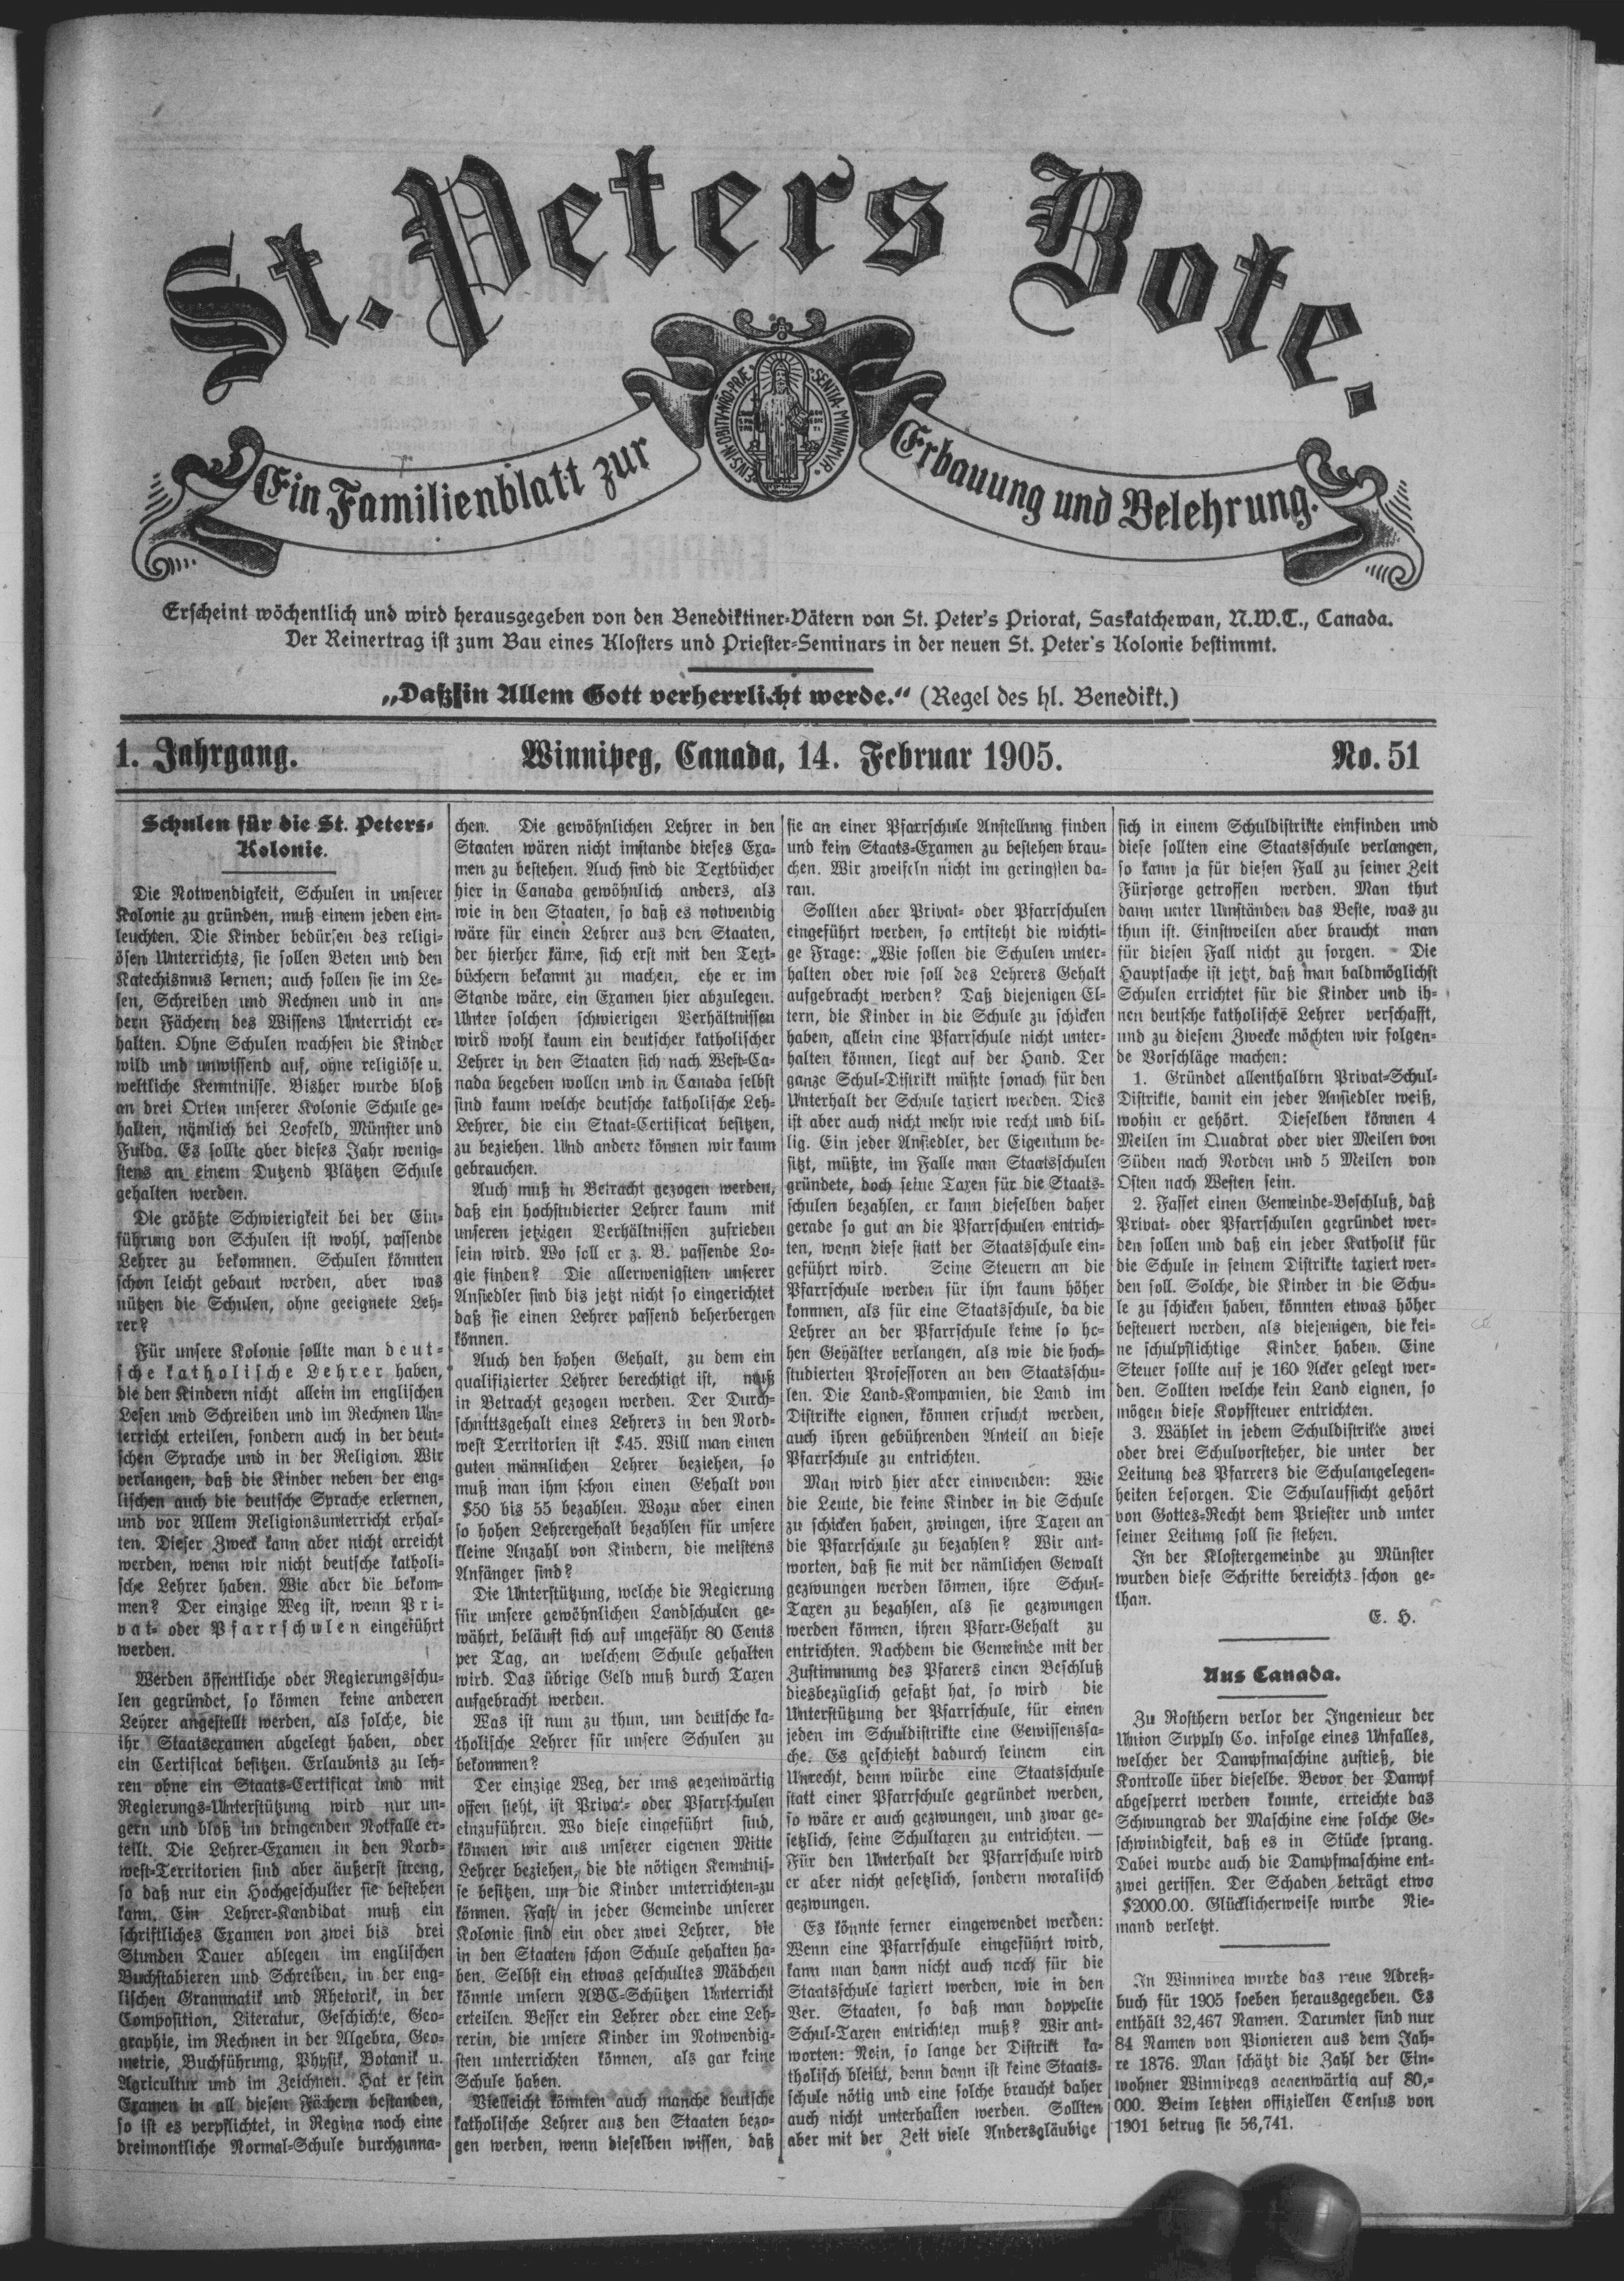 St. Peters Bote.
Ein Familienblatt zur Erbauung und Belehrung.
Erscheint wöchentlich und wird herausgegeben von den Benediktiner-Vätern von St. Peter's Priorat, Saskatchewan, N.W.T., Canada.
Der Reinertrag ist zum Bau eines Klosters und Priester-Seminars in der neuen St. Peter's Kolonie bestimmt.
„Daß in Allem Gott verherrlicht werde.“ (Regel des hl. Benedikt.)
1. Jahrgang. Winnipeg, Canada, 14. Februar 1905. No. 51
Schulen für die St. Peters-
Kolonie.
Die Notwendigkeit, Schulen in unserer
Kolonie zu gründen, muß einem jeden ein-
leuchten. Die Kinder bedürfen des religi-
ösen Unterrichts, sie sollen Beten und den
Katechismus lernen; auch sollen sie im Le-
sen, Schreiben und Rechnen und in an-
dern Fächern des Wissens Unterricht er-
halten. Ohne Schulen wachsen die Kinder
wild und unwissend auf, ohne religiöse u.
weltliche Kenntnisse. Bisher wurde bloß
an drei Orten unserer Kolonie Schule ge-
halten, nämlich bei Leofeld, Münster und
Fulda. Es sollte aber dieses Jahr wenig-
stens an einem Dutzend Plätzen Schule
gehalten werden.
Die größte Schwierigkeit bei der Ein-
führung von Schulen ist wohl, passende
Lehrer zu bekommen. Schulen könnten
schon leicht gebaut werden, aber was
nützen die Schulen, ohne geeignete Leh-
rer?
Für unsere Kolonie sollte man deut-
sche katholische Lehrer haben,
die den Kindern nicht allein im englischen
Lesen und Schreiben und im Rechnen Un-
terricht erteilen, sondern auch in der deut-
schen Sprache und in der Religion. Wir
verlangen, daß die Kinder neben der eng-
lischen auch die deutsche Sprache erlernen,
und vor Allem Religionsunterricht erhal-
ten. Dieser Zweck kann aber nicht erreicht
werden, wenn wir nicht deutsche katholi-
sche Lehrer haben. Wie aber die bekom-
men? Der einzige Weg ist, wenn Pri-
vat- oder Pfarrschulen eingeführt
werden.
Werden öffentliche oder Regierungsschu-
len gegründet, so können keine anderen
Lehrer angestellt werden, als solche, die
ihr Staatsexamen abgelegt haben, oder
ein Certificat besitzen. Erlaubnis zu leh-
ren ohne ein Staats-Certificat und mit
Regierungs-Unterstützung wird nur un-
gern und bloß im dringenden Notfalle er-
teilt. Die Lehrer-Examen in den Nord-
west-Territorien sind aber äußerst streng,
so daß nur ein Hochgeschulter sie bestehen
kann. Ein Lehrer-Kandidat muß ein
schriftliches Examen von zwei bis drei
Stunden Dauer ablegen im englischen
Buchstabieren und Schreiben, in der eng-
lischen Grammatik und Rhetorik, in der
Composition, Literatur, Geschichte, Geo-
graphie, im Rechnen in der Algebra, Geo-
metrie, Buchführung, Physik, Botanik u.
Agricultur und im Zeichnen. Hat er sein
Examen in all diesen Fächern bestanden,
so ist es verpflichtet, in Regina noch eine
dreimontliche Normal-Schule durchzuma-
chen. Die gewöhnlichen Lehrer in den
Staaten wären nicht imstande dieses Exa-
men zu bestehen. Auch sind die Textbücher
hier in Canada gewöhnlich anders, als
wie in den Staaten, so daß es notwendig
wäre für einen Lehrer aus den Staaten,
der hierher käme, sich erst mit den Text-
büchern bekannt zu machen, ehe er im
Stande wäre, ein Examen hier abzulegen.
Unter solchen schwierigen Verhältnissen
wird wohl kaum ein deutscher katholischer
Lehrer in den Staaten sich nach West-Ca-
nada begeben wollen und in Canada selbst
sind kaum welche deutsche katholische Leh-
Lehrer, die ein Staat-Certificat besitzen,
zu beziehen. Und andere können wir kaum
gebrauchen.
Auch muß in Betracht gezogen werden,
daß ein hochstudierter Lehrer kaum mit
unseren jetzigen Verhältnissen zufrieden
sein wird. Wo soll er z. B. passende Lo-
gie finden? Die allerwenigsten unserer
Ansiedler sind bis jetzt nicht so eingerichtet
daß sie einen Lehrer passend beherbergen
können.
Auch den hohen Gehalt, zu dem ein
qualifizierter Lehrer berechtigt ist, muß
in Betracht gezogen werden. Der Durch-
schnittsgehalt eines Lehrers in den Nord-
west Territorien ist $45. Will man einen
guten männlichen Lehrer beziehen, so
muß man ihm schon einen Gehalt von
$50 bis 55 bezahlen. Wozu aber einen
so hohen Lehrergehalt bezahlen für unsere
kleine Anzahl von Kindern, die meistens
Anfänger sind?
Die Unterstützung, welche die Regierung
für unsere gewöhnlichen Landschulen ge-
währt, beläuft sich auf ungefähr 80 Cents
per Tag, an welchem Schule gehalten
wird. Das übrige Geld muß durch Taxen
aufgebracht werden.
Was ist nun zu thun, um deutsche ka-
tholische Lehrer für unsere Schulen zu
bekommen?
Der einzige Weg, der uns gegenwärtig
offen steht, ist Privat- oder Pfarrschulen
einzuführen. Wo diese eingeführt sind,
können wir aus unserer eigenen Mitte
Lehrer beziehen, die die nötigen Kenntnis-
se besitzen, um die Kinder unterrichten zu
können. Fast in jeder Gemeinde unserer
Kolonie sind ein oder zwei Lehrer, die
in den Staaten schon Schule gehalten ha-
ben. Selbst ein etwas geschultes Mädchen
könnte unsern ABC-Schützen Unterricht
erteilen. Besser ein Lehrer oder eine Leh-
rerin, die unsere Kinder im Notwendig-
sten unterrichten können, als gar keine
Schule haben.
Vielleicht könnten auch manche deutsche
katholische Lehrer aus den Staaten bezo-
gen werden, wenn dieselben wissen, daß
sie an einer Pfarrschule Anstellung finden
und kein Staats-Examen zu bestehen brau-
chen. Wir zweifeln nicht im geringsten da-
ran.
Sollten aber Privat- oder Pfarrschulen
eingeführt werden, so entsteht die wichti-
ge Frage: „Wie sollen die Schulen unter-
halten oder wie soll des Lehrers Gehalt
aufgebracht werden? Daß diejenigen El-
tern, die Kinder in die Schule zu schicken
haben, allein eine Pfarrschule nicht unter-
halten können, liegt auf der Hand. Der
ganze Schul-Distrikt müßte sonach für den
Unterhalt der Schule taxiert werden. Dies
ist aber auch nicht mehr wie recht und bil-
lig. Ein jeder Ansiedler, der Eigentum be-
sitzt, müßte, im Falle man Staatsschulen
gründete, doch seine Taxen für die Staats-
schulen bezahlen, er kann dieselben daher
gerade so gut an die Pfarrschulen entrich-
ten, wenn diese statt der Staatsschule ein-
geführt wird. Seine Steuern an die
Pfarrschule werden für ihn kaum höher
kommen, als für eine Staatsschule, da die
Lehrer an der Pfarrschule keine so ho-
hen Gehälter verlangen, als wie die hoch-
studierten Professoren an den Staatsschu-
len. Die Land-Kompanien, die Land im
Distrikte eignen, können ersucht werden,
auch ihren gebührenden Anteil an diese
Pfarrschule zu entrichten.
Man wird hier aber einwenden: Wie
die Leute, die keine Kinder in die Schule
zu schicken haben, zwingen, ihre Taxen an
die Pfarrschule zu bezahlen? Wir ant-
worten, daß sie mit der nämlichen Gewalt
gezwungen werden können, ihre Schul-
Taxen zu bezahlen, als sie gezwungen
werden können, ihren Pfarr-Gehalt zu
entrichten. Nachdem die Gemeinde mit der
Zustimmung des Pfarers einen Beschluß
diesbezüglich gefaßt hat, so wird die
Unterstützung der Pfarrschule, für einen
jeden im Schuldistrikte eine Gewissenssa-
che. Es geschieht dadurch keinem ein
Unrecht, denn würde eine Staatsschule
statt einer Pfarrschule gegründet werden,
so wäre er auch gezwungen, und zwar ge-
setzlich, seine Schultaxen zu entrichten. —
Für den Unterhalt der Pfarrschule wird
er aber nicht gesetzlich, sondern moralisch
gezwungen.
Es könnte ferner eingewendet werden:
Wenn eine Pfarrschule eingeführt wird,
kann man dann nicht auch noch für die
Staatsschule taxiert werden, wie in den
Ver. Staaten, so daß man doppelte
Schul-Taxen entrichten muß? Wir ant-
worten: Nein, so lange der Distrikt ka-
tholisch bleibt, denn dann ist keine Staats-
schule nötig und eine solche braucht daher
auch nicht unterhalten werden. Sollten
aber mit der Zeit viele Andersgläubige
sich in einem Schuldistrikte einfinden und
diese sollten eine Staatsschule verlangen,
so kann ja für diesen Fall zu seiner Zeit
Fürsorge getroffen werden. Man thut
dann unter Umständen das Beste, was zu
thun ist. Einstweilen aber braucht man
für diesen Fall nicht zu sorgen. – Die
Hauptsache ist jetzt, daß man baldmöglichst
Schulen errichtet für die Kinder und ih-
nen deutsche katholische Lehrer verschafft,
und zu diesem Zwecke möchten wir folgen-
de Vorschläge machen:
1. Gründet allenthalbrn Privat-Schul-
Distrikte, damit ein jeder Ansiedler weiß,
wohin er gehört. Dieselben können 4
Meilen im Quadrat oder vier Meilen von
Süden nach Norden und 5 Meilen von
Osten nach Westen sein.
2. Fasset einen Gemeinde-Beschluß, daß
Privat- oder Pfarrschulen gegründet wer-
den sollen und daß ein jeder Katholik für
die Schule in seinem Distrikte taxiert wer-
den soll. Solche, die Kinder in die Schu-
le zu schicken haben, könnten etwas höher
besteuert werden, als diejenigen, die kei-
ne schulpflichtige Kinder haben. Eine
Steuer sollte auf je 160 Acker gelegt wer-
den. Sollten welche kein Land eignen, so
mögen diese Kopfsteuer entrichten.
3. Wählet in jedem Schuldistrikte zwei
oder drei Schulvorsteher, die unter der
Leitung des Pfarrers die Schulangelegen-
heiten besorgen. Die Schulaufsicht gehört
von Gottes-Recht dem Priester und unter
seiner Leitung soll sie stehen.
In der Klostergemeinde zu Münster
wurden diese Schritte bereichts schon ge-
than.
E. H.
Aus Canada.
Zu Rosthern verlor der Ingenieur der
Union Supply Co. infolge eines Unfalles,
welcher der Dampfmaschine zustieß, die
Kontrolle über dieselbe. Bevor der Dampf
abgesperrt werden konnte, erreichte das
Schwungrad der Maschine eine solche Ge-
schwindigkeit, daß es in Stücke sprang.
Dabei wurde auch die Dampfmaschine ent-
zwei gerissen. Der Schaden beträgt etwo
$2000.00. Glücklicherweise wurde Nie-
mand verletzt.
In Winnipeg wurde das neue Adreß-
buch für 1905 soeben herausgegeben. Es
enthält 32,467 Namen. Darunter sind nur
84 Namen von Pionieren aus dem Jah-
re 1876. Man schätzt die Zahl der Ein-
wohner Winnipegs gegenwärtig auf 80,-
000. Beim letzten offiziellen Census von
1901 betrug sie 56,741.